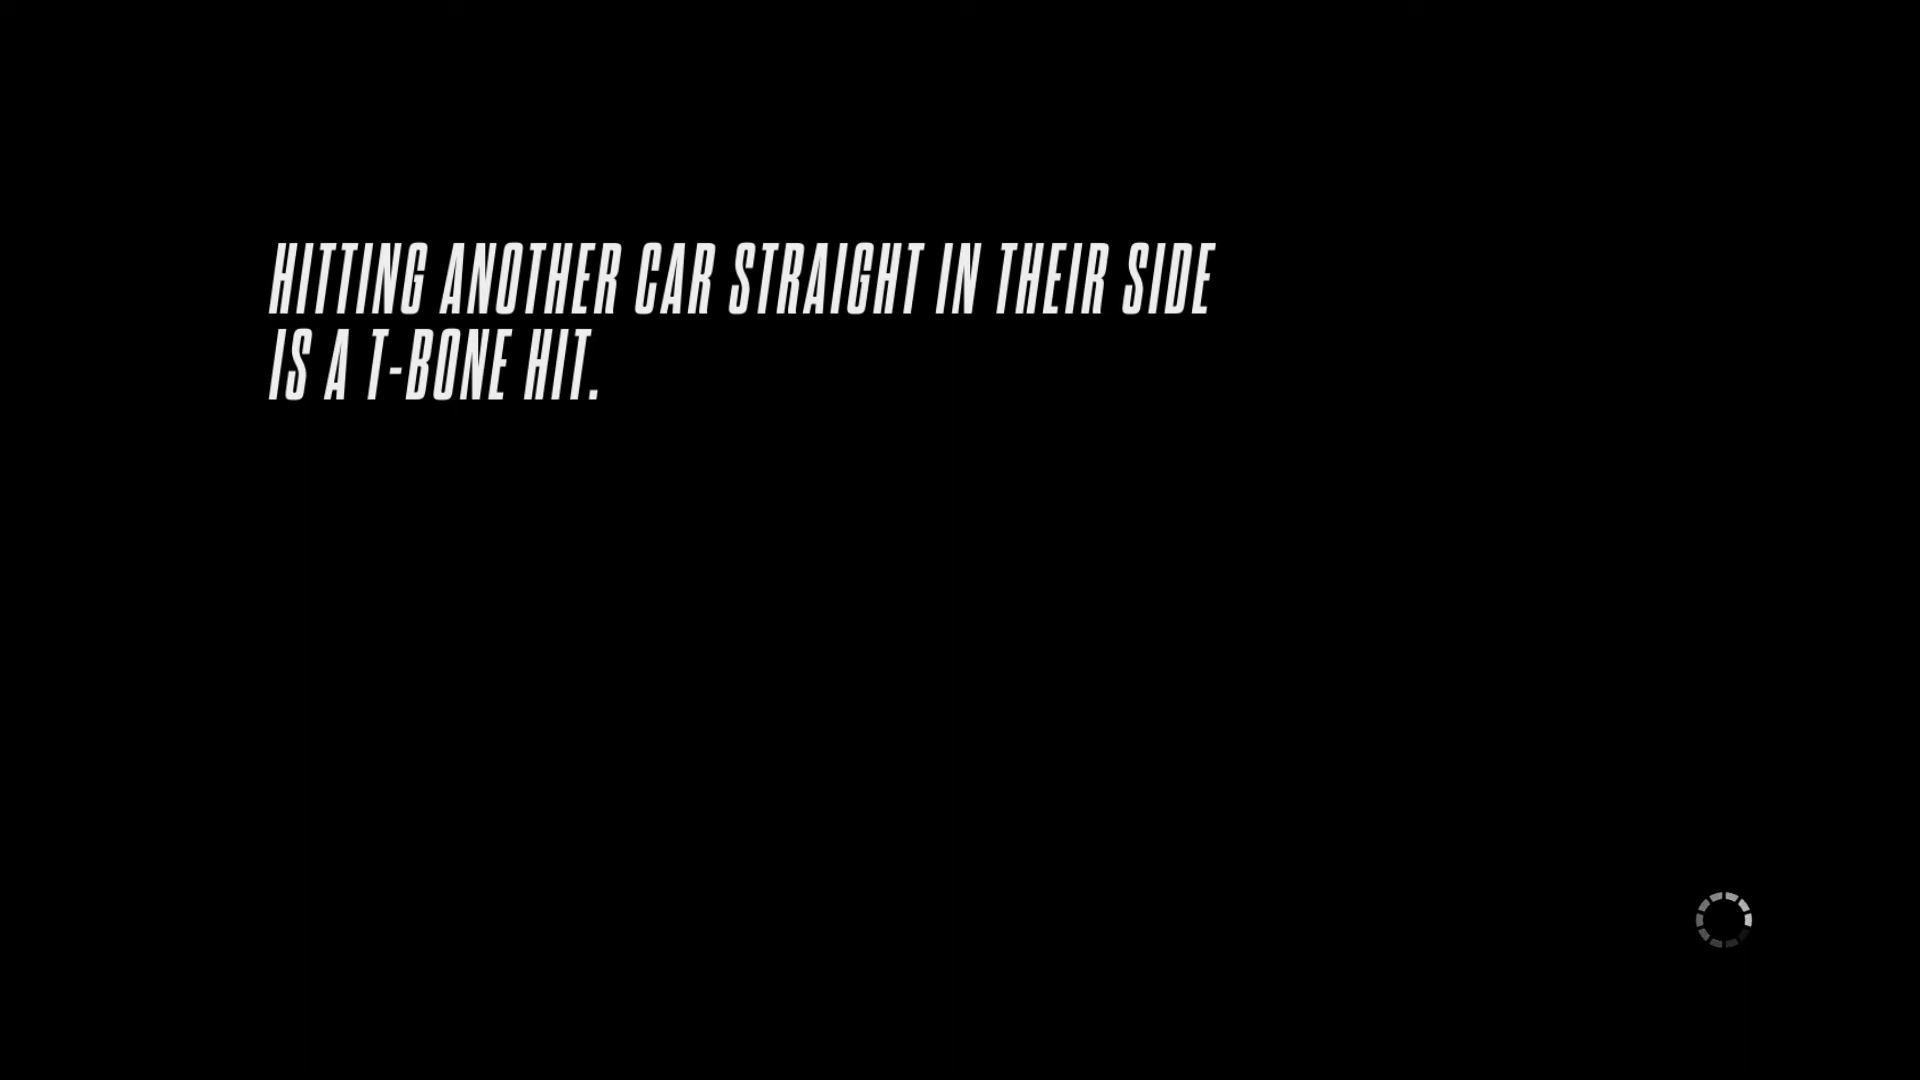 HITTING ANOTHER CAR STRAIGHT IN THEIR SIDE
IS A T-BONE HIT.